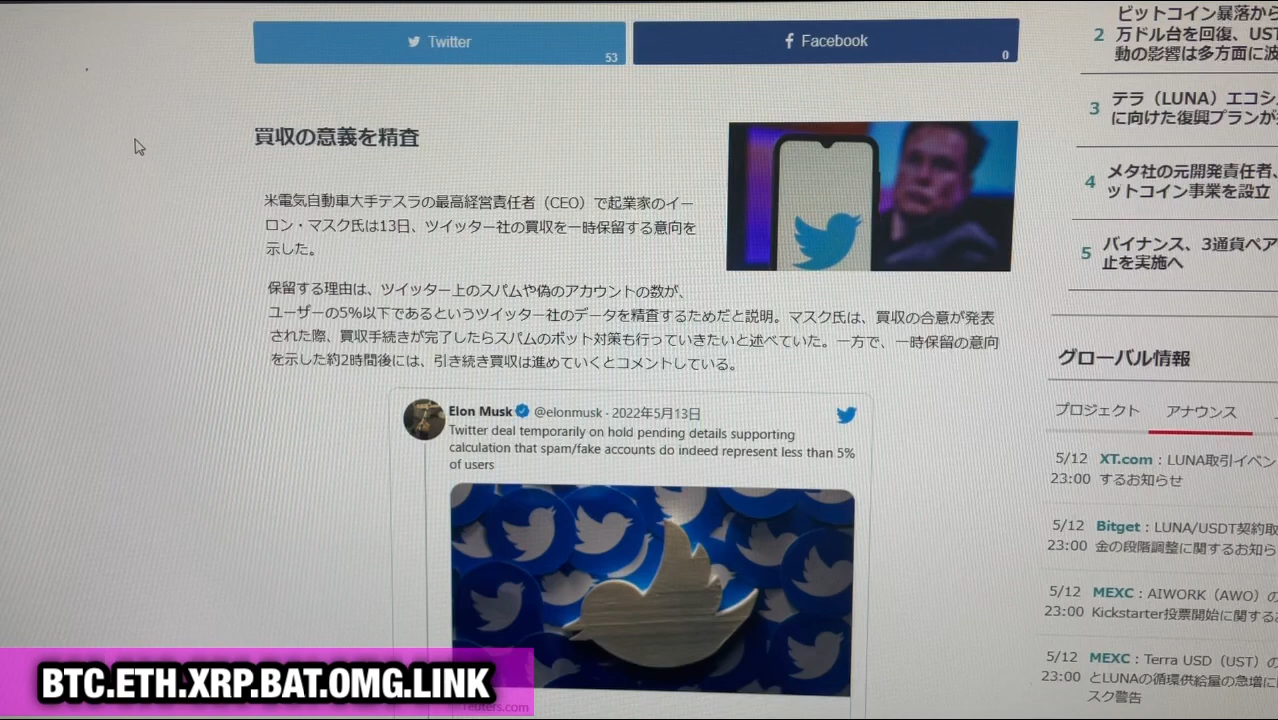 Twitter
53
Facebook
0
買収の意義を精査
米電気自動車大手テスラの最高経営責任者（CEO）で起業家のイー
ロン・マスク氏は13日、ツイッター社の買収を一時保留する意向を
示した。
保留する理由は、ツイッター上のスパムや偽のアカウントの数が、
ユーザーの5%以下であるというツイッター社のデータを精査するためだと説明。マスク氏は、買収の合意が発表
された際、買収手続きが完了したらスパムのボット対策も行っていきたいと述べていた。一方で、一時保留の意向
を示した約2時間後には、引き続き買収は進めていくとコメントしている。
Elon Musk @elonmusk · 2022年5月13日
Twitter deal temporarily on hold pending details supporting
calculation that spam/fake accounts do indeed represent less than 5%
of users
reuters.com
ビットコイン暴落から
2 万ドル台を回復、UST
動の影響は多方面に波
3 テラ（LUNA）エコシ
に向けた復興プランが
4 メタ社の元開発責任者、
ットコイン事業を設立
5 バイナンス、3通貨ペア
止を実施へ
グローバル情報
プロジェクト アナウンス
5/12 XT.com：LUNA取引イベン
23:00 するお知らせ
5/12 Bitget：LUNA/USDT契約取
23:00 金の段階調整に関するお知ら
5/12 MEXC：AIWORK（AWO）の
23:00 Kickstarter投票開始に関する
5/12 MEXC：Terra USD（UST）の
23:00 とLUNAの循環供給量の急増に
スク警告
BTC.ETH.XRP.BAT.OMG.LINK